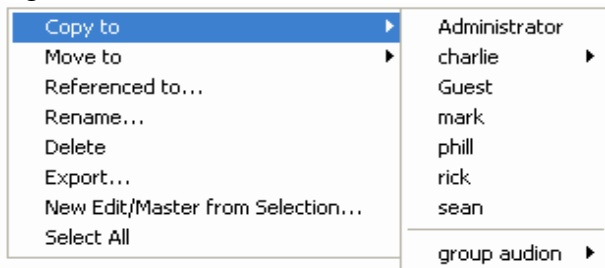 Copy to
Move to
Referenced to...
Rename...
Delete
Export...
New Edit/Master from Selection...
Select All
Administrator
charlie
Guest
mark
phill
rick
sean
group audion